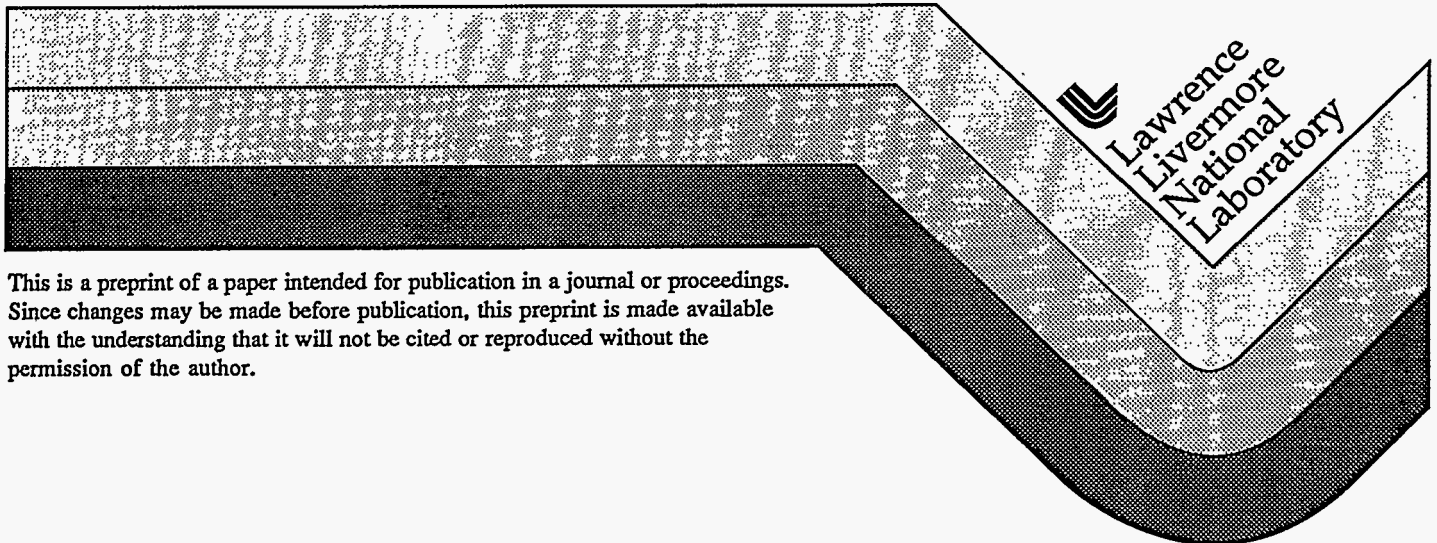 Lawrence
Livermore
National
Laboratory
This is a preprint of a paper intended for publication in a journal or proceedings.
Since changes may be made before publication, this preprint is made available
with the understanding that it will not be cited or reproduced without the
permission of the author.